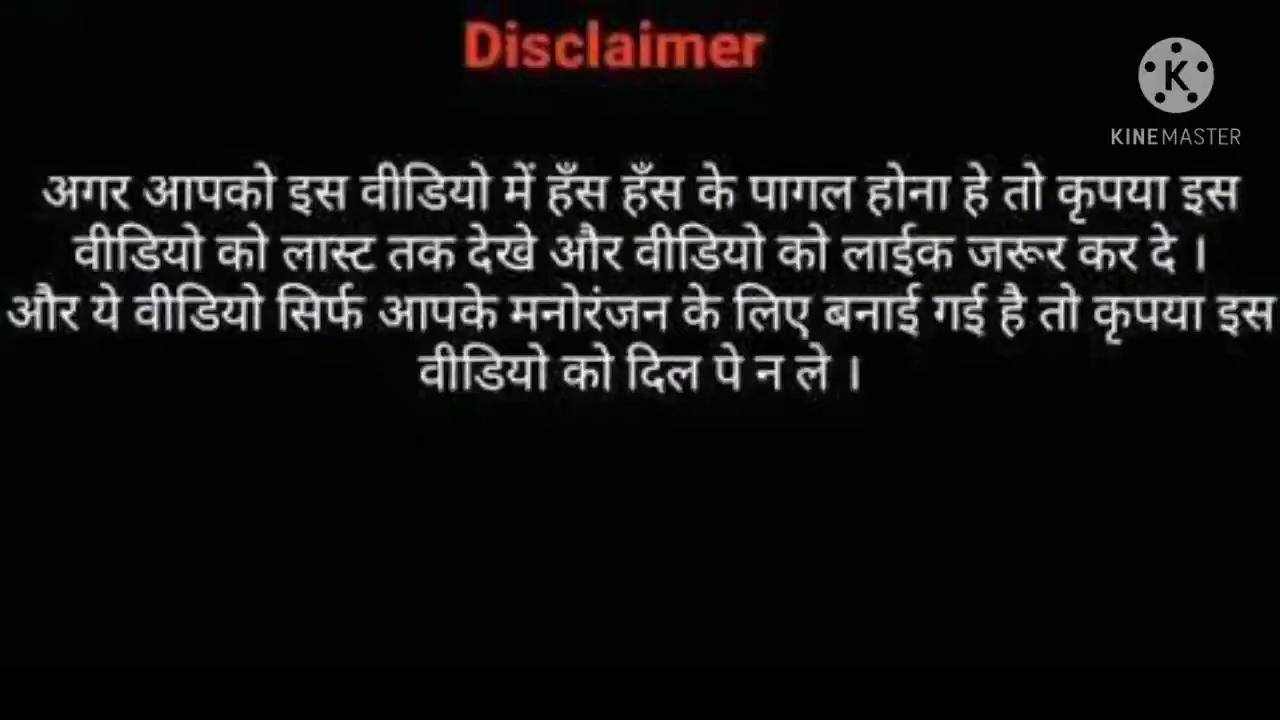 Disclaimer
K
KINEMASTER
अगर आपको इस वीडियो में हँस हँस के पागल होना हे तो कृपया इस
वीडियो को लास्ट तक देखे और वीडियो को लाईक जरूर कर दे ।
और ये वीडियो सिर्फ आपके मनोरंजन के लिए बनाई गई है तो कृपया इस
वीडियो को दिल पे न ले ।